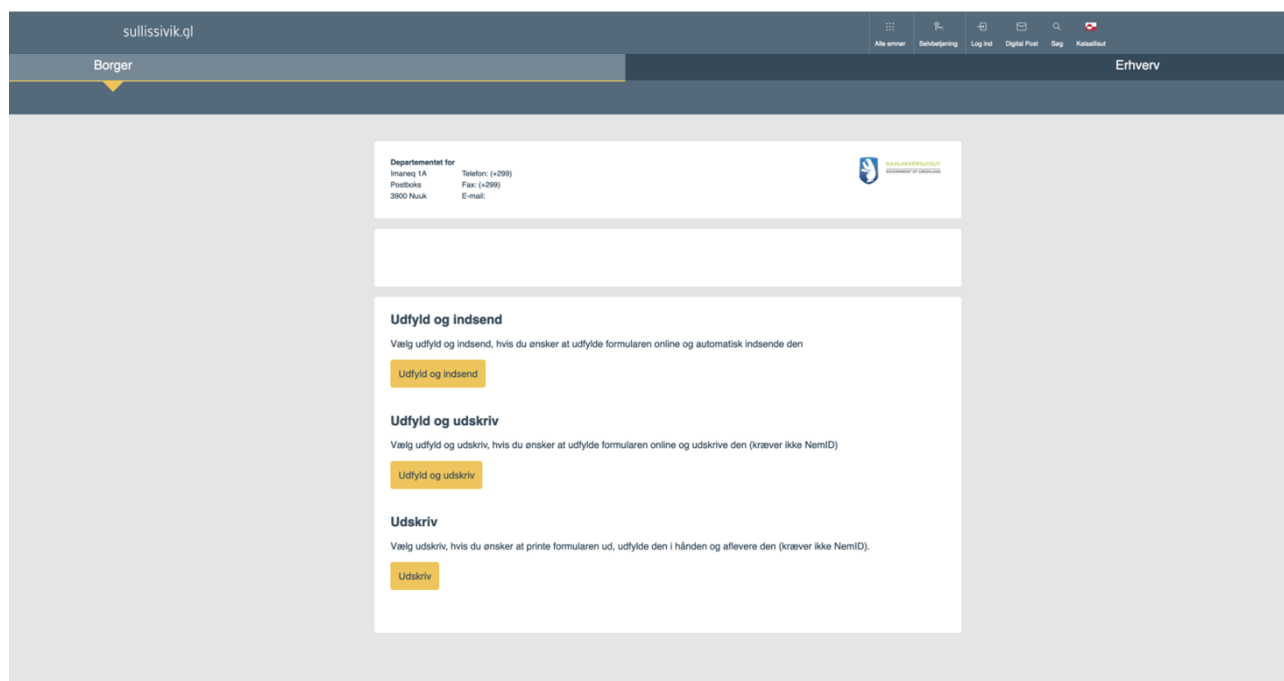 sullissivik.gl
Alle emner Selvbetjening Log ind Digital Post Søg Kalaallisut
Borger Erhverv
Departementet for
Imaneq 1A Telefon: (+299)
Postboks Fax: (+299)
3900 Nuuk E-mail:
NAALAKKERSUISUT
GOVERNMENT OF GREENLAND
Udfyld og indsend
Vælg udfyld og indsend, hvis du ønsker at udfylde formularen online og automatisk indsende den
Udfyld og indsend
Udfyld og udskriv
Vælg udfyld og udskriv, hvis du ønsker at udfylde formularen online og udskrive den (kræver ikke NemID)
Udfyld og udskriv
Udskriv
Vælg udskriv, hvis du ønsker at printe formularen ud, udfylde den i hånden og aflevere den (kræver ikke NemID).
Udskriv